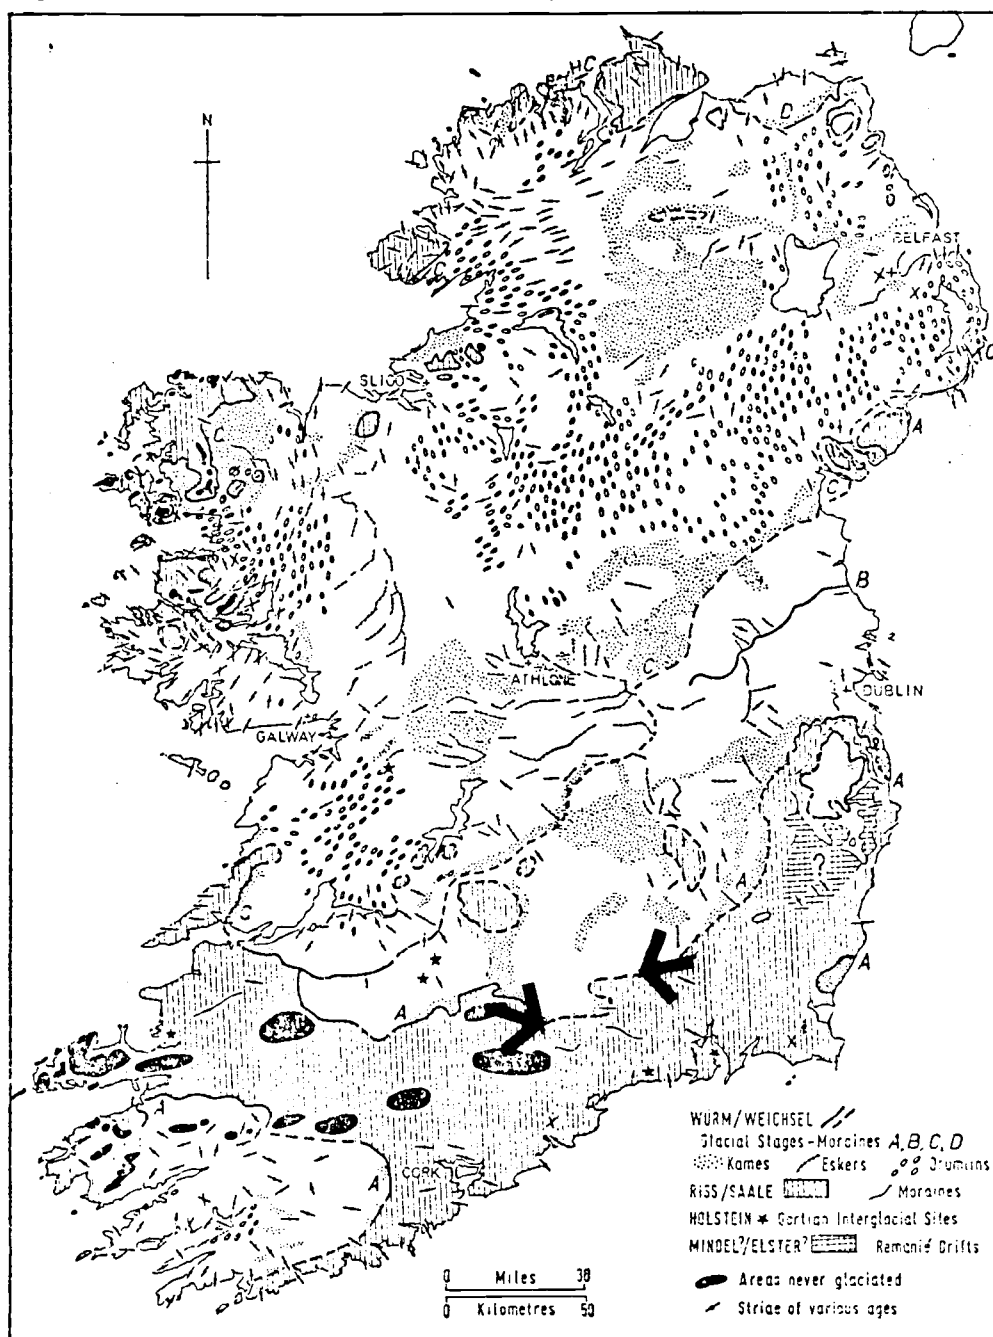 N
HC
D
BELFAST
SLIGO
C
A
C
B
ATHLONE
C
DUBLIN
GALWAY
A
?
A
C
A
A
A
A
CORK
WÜRM/WEICHSEL
Glacial Stages-Moraines A, B, C, D
Kames Eskers Drumlins
RISS/SAALE Moraines
HOLSTEIN ★ Gortian Interglacial Sites
MINDEL?/ELSTER? Remanié Drifts
Areas never glaciated
Striae of various ages
0 Miles 30
0 Kilometres 50